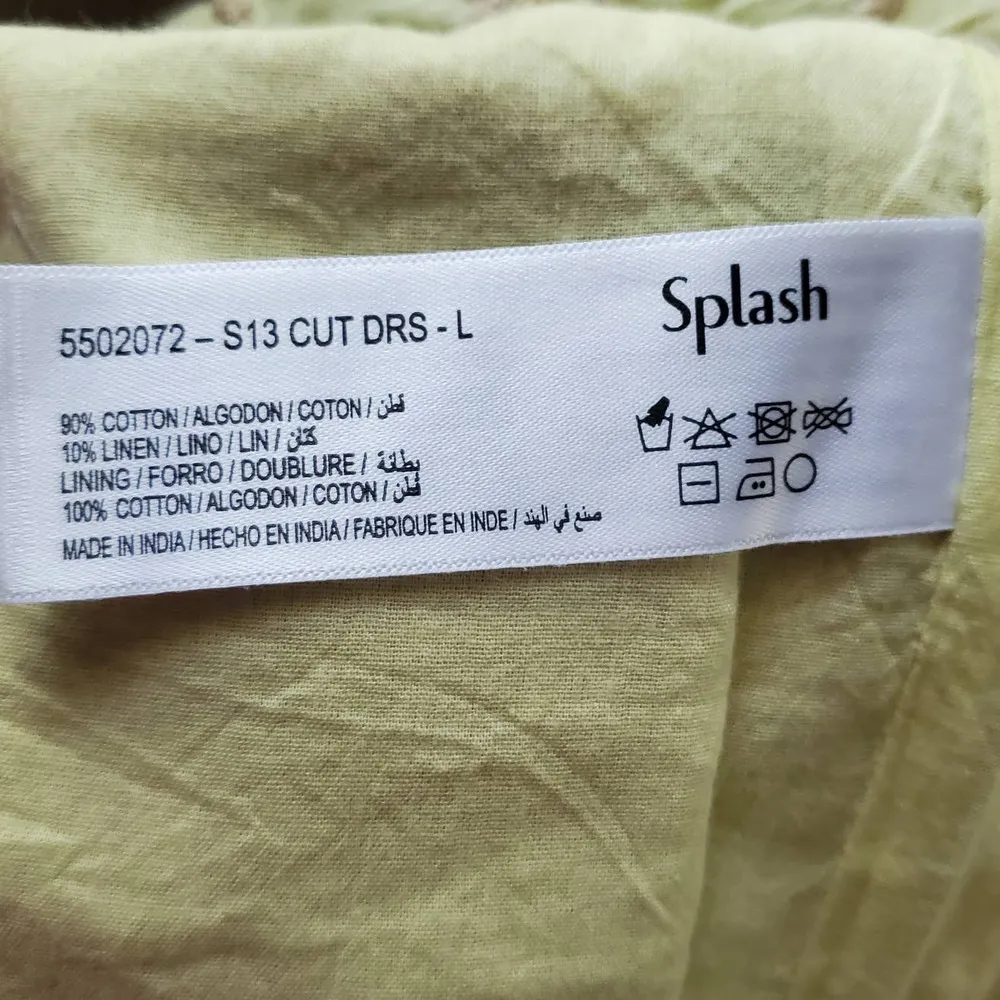 Splash
5502072 – S13 CUT DRS - L
90% COTTON / ALGODON / COTON / قطن
10% LINEN / LINO / LIN / كتان
LINING / FORRO / DOUBLURE / بطانة
100% COTTON / ALGODON / COTON / قطن
MADE IN INDIA / HECHO EN INDIA / FABRIQUE EN INDE / صنع في الهند